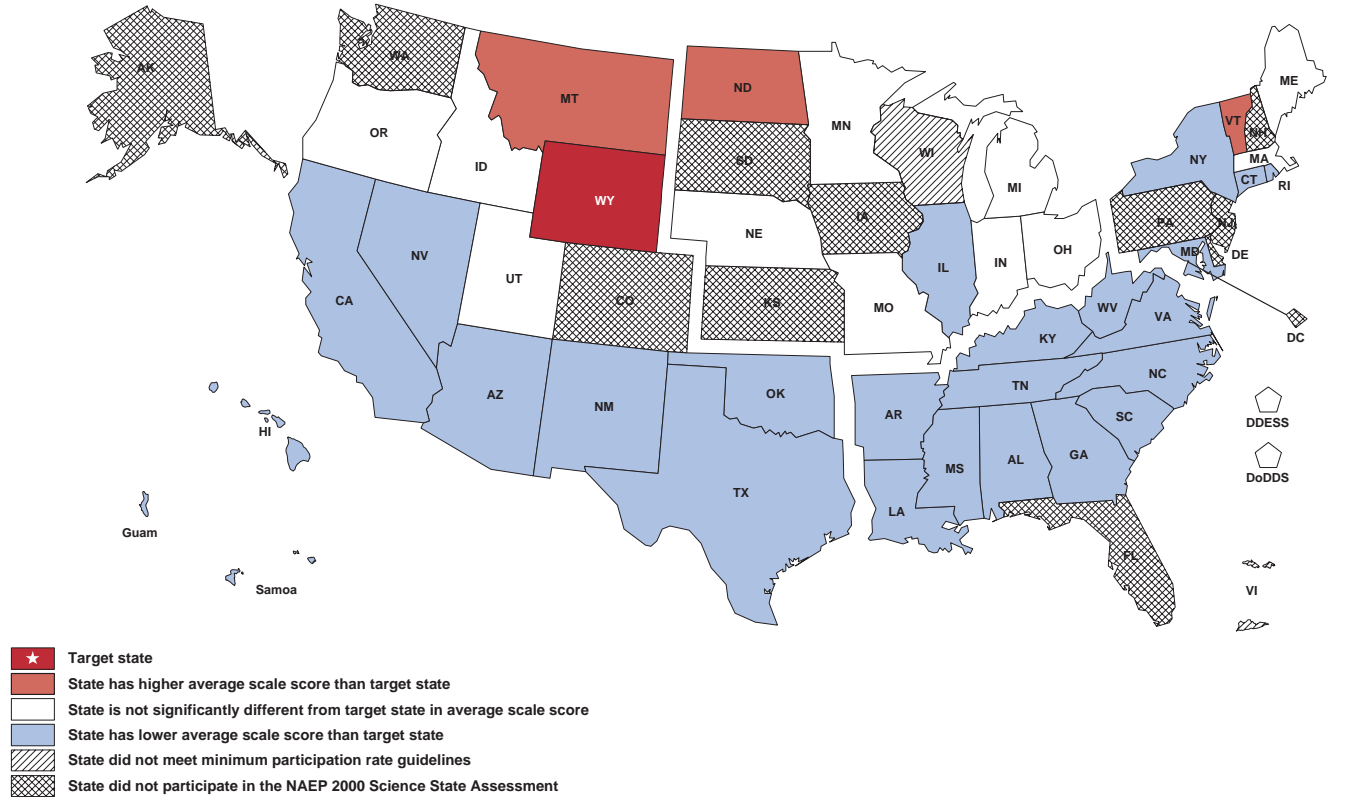 AK
WA
MT
ND
MN
ME
VT
NH
OR
ID
SD
WI
NY
MA
CT
RI
MI
WY
IA
PA
NJ
NE
NV
UT
CO
IL
IN
OH
MD
DE
CA
KS
MO
WV
VA
KY
DC
AZ
NM
OK
TN
NC
AR
SC
HI
DDESS
MS
AL
GA
DoDDS
TX
LA
Guam
FL
Samoa
VI
Target state
State has higher average scale score than target state
State is not significantly different from target state in average scale score
State has lower average scale score than target state
State did not meet minimum participation rate guidelines
State did not participate in the NAEP 2000 Science State Assessment